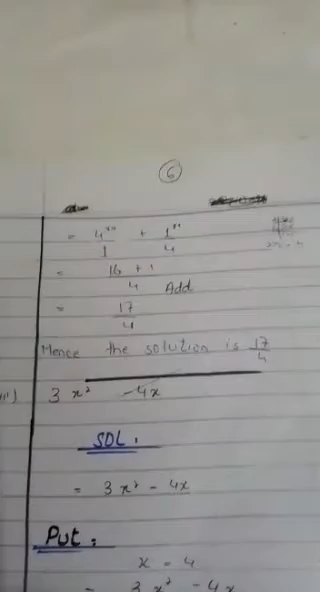 6
= 4 + 1
1 4
= 16 + 1
4 Add
= 17
4
Hence the solution is 17
4
3x² - 4x
SOL.
= 3x² - 4x
Put:
x = 4
= 3x² - 4x